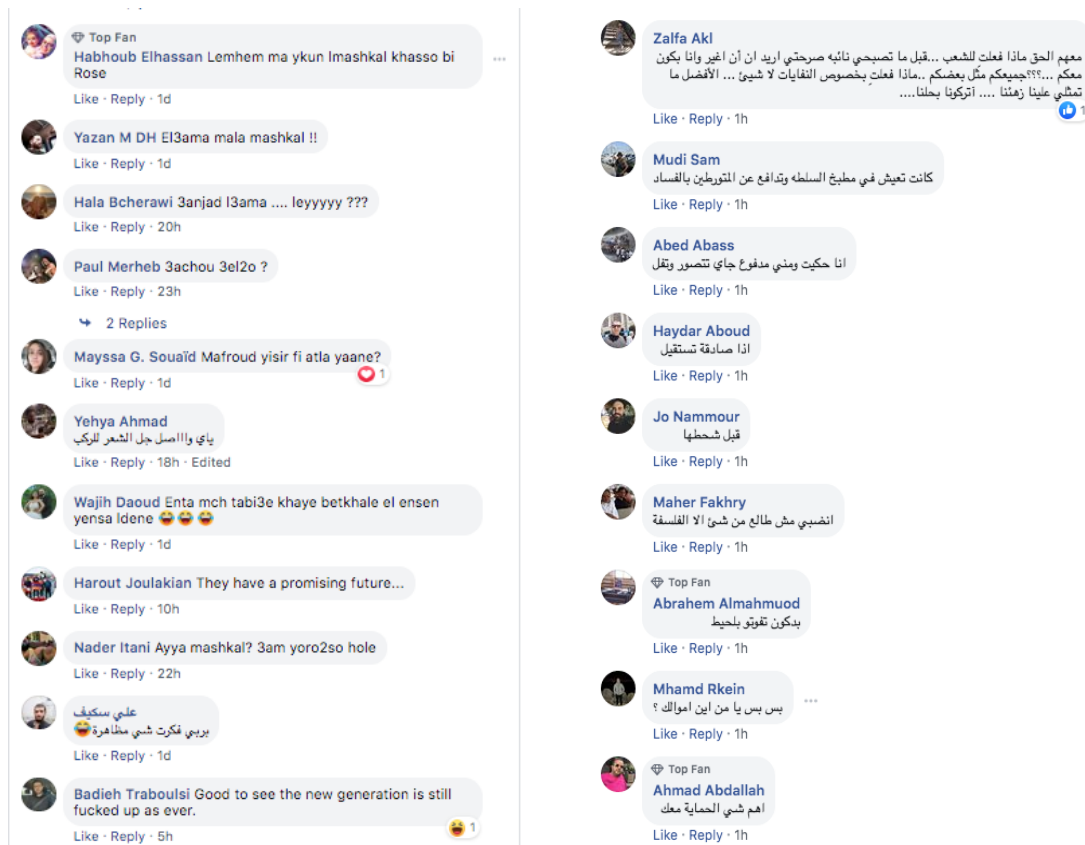 Top Fan
Habhoub Elhassan Lemhem ma ykun lmashkal khasso bi
Rose
Like · Reply · 1d
Yazan M DH El3ama mala mashkal !!
Like · Reply · 1d
Hala Bcherawi 3anjad l3ama .... leyyyyy ???
Like · Reply · 20h
Paul Merheb 3achou 3el2o ?
Like · Reply · 23h
2 Replies
Mayssa G. Souaïd Mafroud yisir fi atla yaane?
1
Like · Reply · 1d
Yehya Ahmad
ياي واااصل جل الشعر للركب
Like · Reply · 18h · Edited
Wajih Daoud Enta mch tabi3e khaye betkhale el ensen
yensa ldene 😂 😂 😂
Like · Reply · 1d
Harout Joulakian They have a promising future...
Like · Reply · 10h
Nader Itani Ayya mashkal? 3am yoro2so hole
Like · Reply · 22h
علي سكيف
بربي فكرت شي مظاهرة😂
Like · Reply · 1d
Badieh Traboulsi Good to see the new generation is still
fucked up as ever.
1
Like · Reply · 5h
Zalfa Akl
معهم الحق ماذا فعلت للشعب ...قبل ما تصبحي نائبه صرحتي اريد ان أن اغير وانا بكون
معكم ...؟؟؟جميعكم مثل بعضكم ..ماذا فعلتِ بخصوص النفايات لا شيئ ... الأفضل ما
تمثلي علينا زهئنا .... أتركونا بحلنا....
1
Like · Reply · 1h
Mudi Sam
كانت تعيش في مطبخ السلطه وتدافع عن المتورطين بالفساد
Like · Reply · 1h
Abed Abass
انا حكيت ومني مدفوع جاي تتصور وتفل
Like · Reply · 1h
Haydar Aboud
اذا صادقة تستقيل
Like · Reply · 1h
Jo Nammour
قبل شحطها
Like · Reply · 1h
Maher Fakhry
انضبي مش طالع من شئ الا الفلسفة
Like · Reply · 1h
Top Fan
Abrahem Almahmuod
بدكون تفوتو بلحيط
Like · Reply · 1h
Mhamd Rkein
بس بس يا من اين اموالك ؟
Like · Reply · 1h
Top Fan
Ahmad Abdallah
اهم شي الحماية معك
Like · Reply · 1h